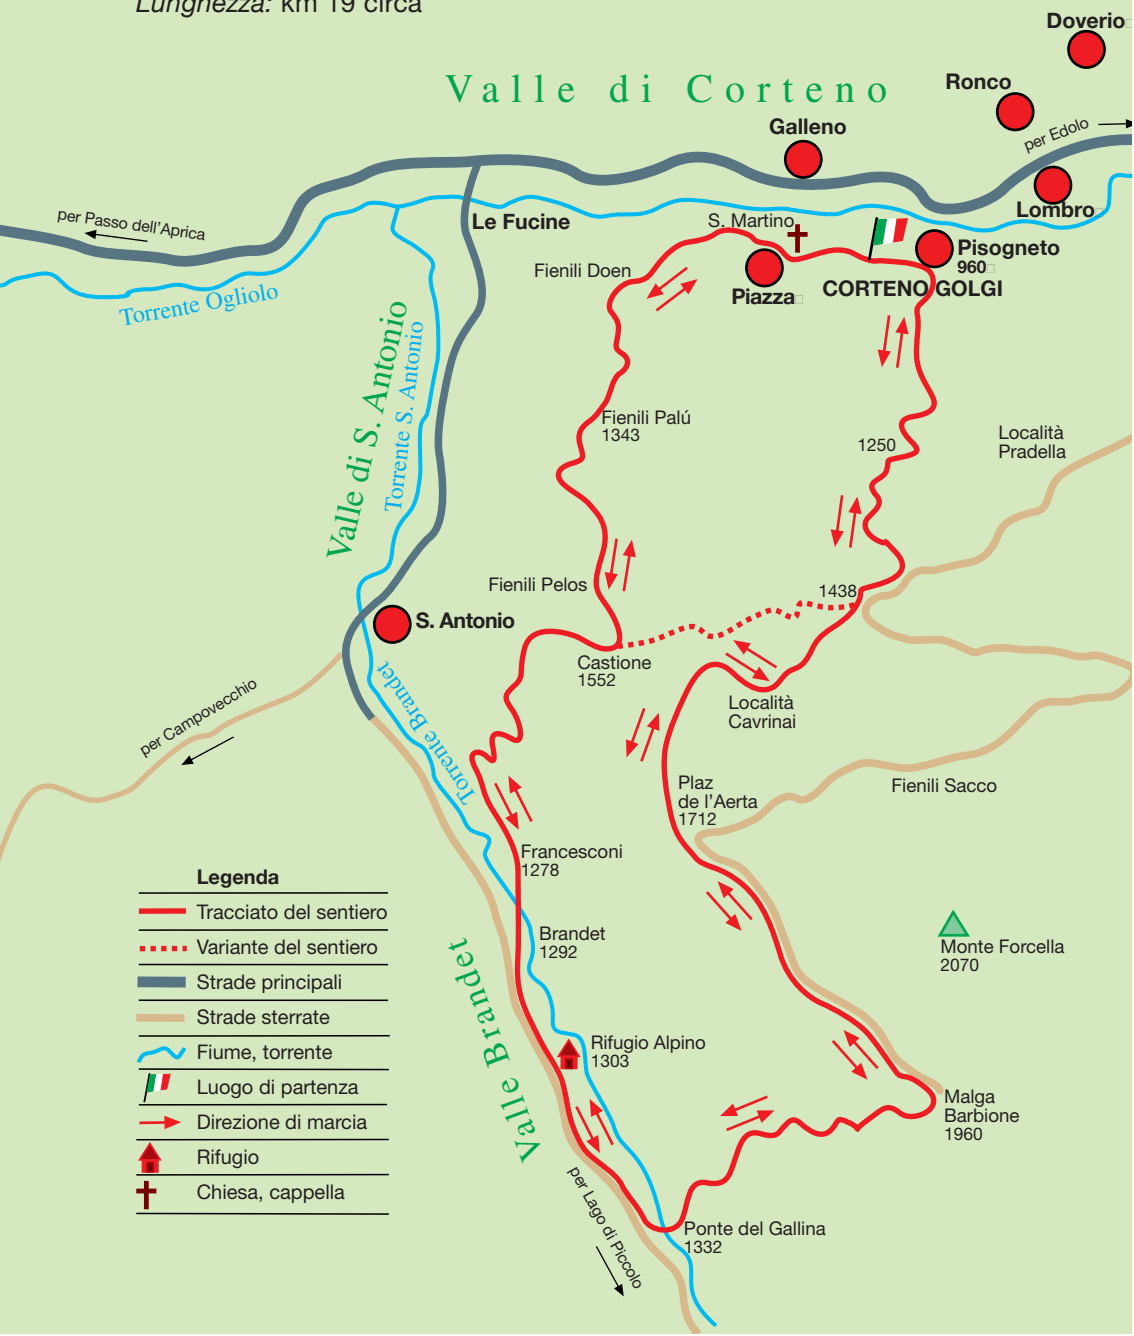 Lunghezza: km 19 circa
Doverio
Valle di Corteno
Ronco
Galleno
per Edolo
per Passo dell’Aprica
Le Fucine
S. Martino
Lombro
Fienili Doen
Pisogneto
960
Piazza
CORTENO GOLGI
Torrente Ogliolo
Valle di S. Antonio
Torrente S. Antonio
Fienili Palú
1343
1250
Località
Pradella
Fienili Pelos
1438
S. Antonio
Castione
1552
per Campovecchio
Torrente Brandet
Località
Cavrinai
Plaz
de l’Aerta
1712
Fienili Sacco
Francesconi
1278
Legenda
Tracciato del sentiero
Variante del sentiero
Strade principali
Strade sterrate
Fiume, torrente
Luogo di partenza
Direzione di marcia
Rifugio
Chiesa, cappella
Brandet
1292
Monte Forcella
2070
Valle Brandet
Rifugio Alpino
1303
Malga
Barbione
1960
per Lago di Piccolo
Ponte del Gallina
1332